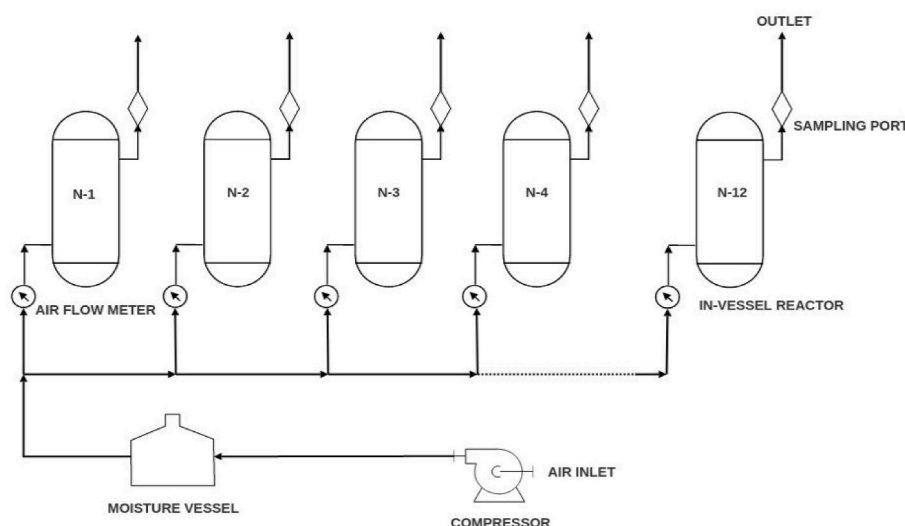 OUTLET
SAMPLING PORT
N-1
N-2
N-3
N-4
N-12
AIR FLOW METER
IN-VESSEL REACTOR
AIR INLET
MOISTURE VESSEL
COMPRESSOR